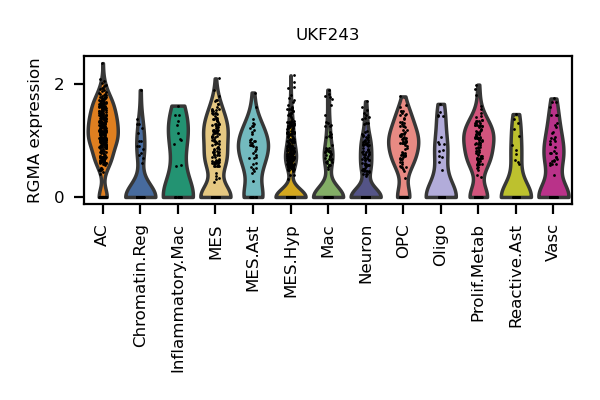 UKF243
RGMA expression
2
0
AC
Chromatin.Reg
Inflammatory.Mac
MES
MES.Ast
MES.Hyp
Mac
Neuron
OPC
Oligo
Prolif.Metab
Reactive.Ast
Vasc